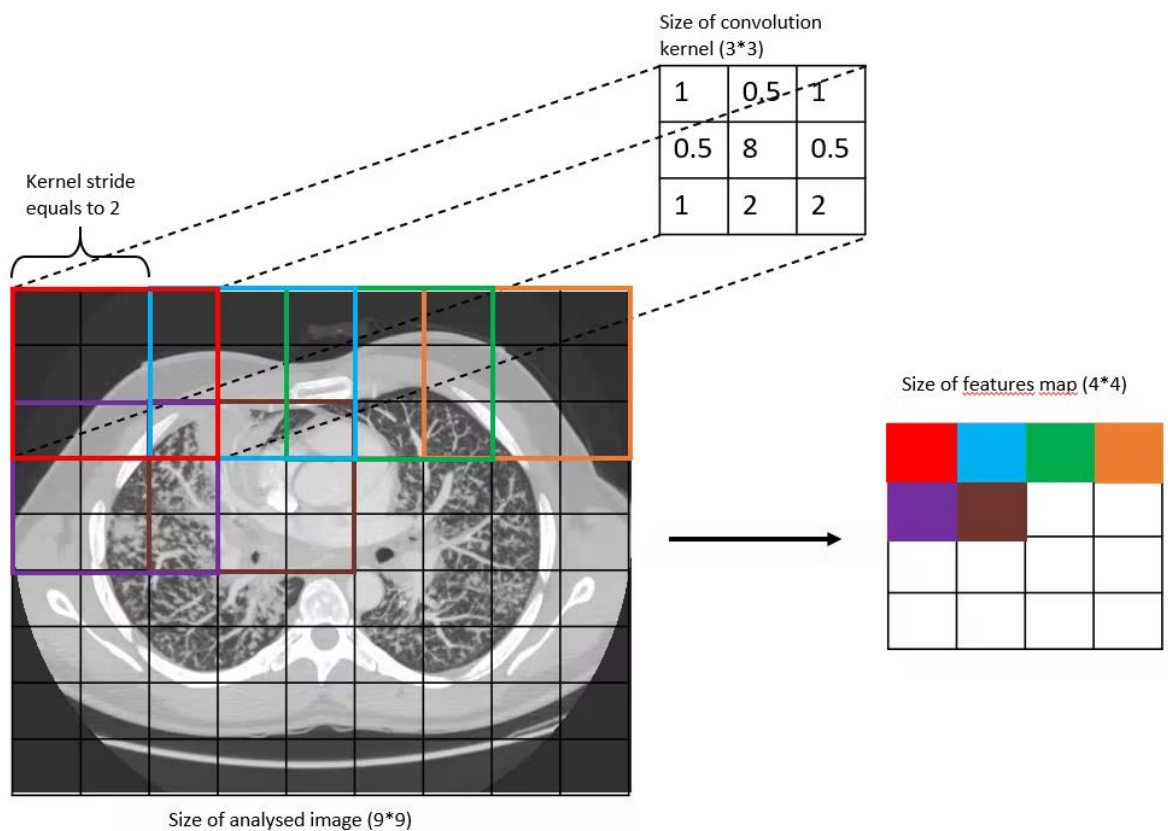 Size of convolution
kernel (3*3)
1 0.5 1
0.5 8 0.5
1 2 2
Kernel stride
equals to 2
Size of features map (4*4)
Size of analysed image (9*9)